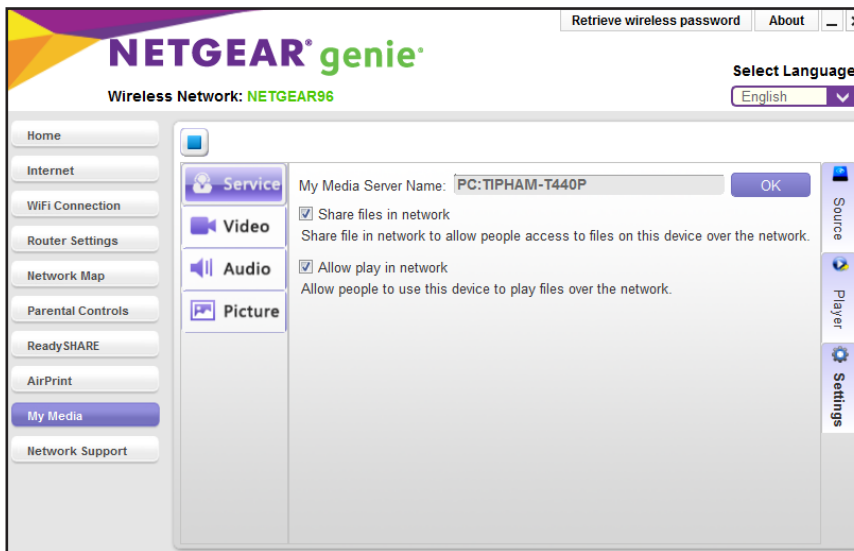 Retrieve wireless password About
NETGEAR® genie®
Select Language
Wireless Network: NETGEAR96
English
Home
Internet
WiFi Connection
Router Settings
Network Map
Parental Controls
ReadySHARE
AirPrint
My Media
Network Support
Service
Video
Audio
Picture
My Media Server Name: PC:TIPHAM-T440P OK
Share files in network
Share file in network to allow people access to files on this device over the network.
Allow play in network
Allow people to use this device to play files over the network.
Source
Player
Settings